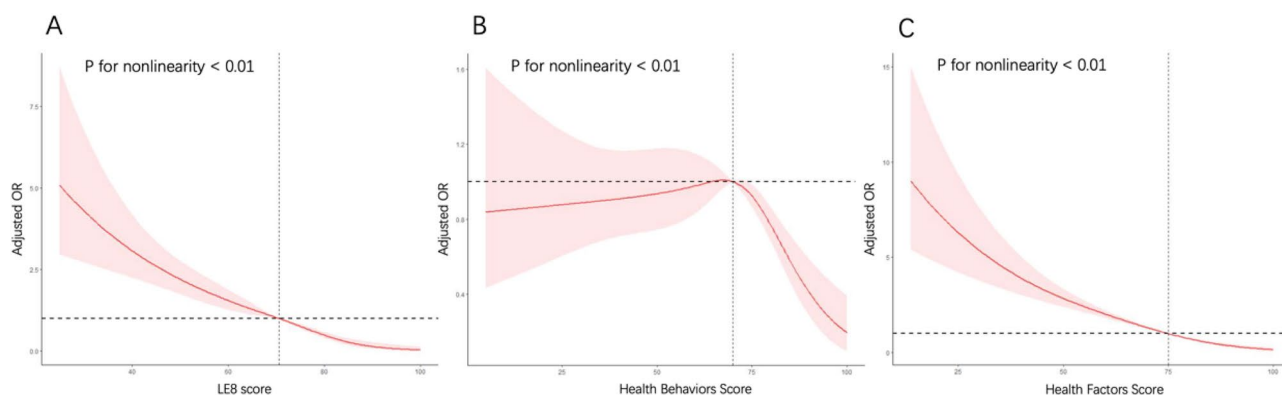 A
P for nonlinearity < 0.01
Adjusted OR
7.5
5.0
2.5
0.0
40
60
80
100
LE8 score
B
P for nonlinearity < 0.01
Adjusted OR
1.6
1.2
0.8
0.4
25
50
75
100
Health Behaviors Score
C
P for nonlinearity < 0.01
Adjusted OR
15
10
5
0
25
50
75
100
Health Factors Score